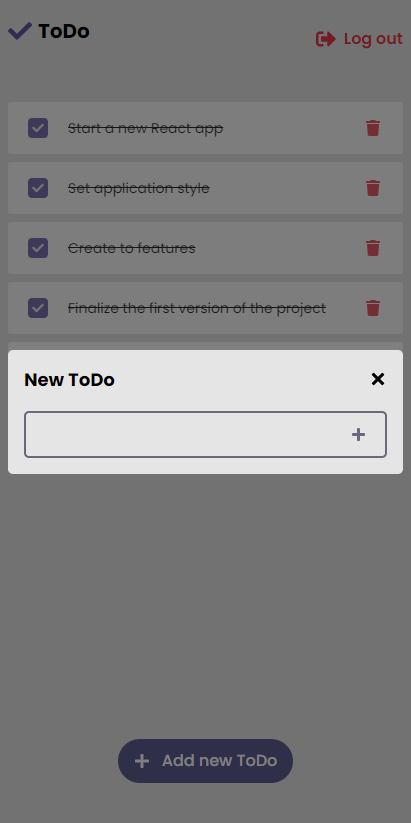 ToDo
Log out
Start a new React app
Set application style
Create to features
Finalize the first version of the project
New ToDo
Add new ToDo